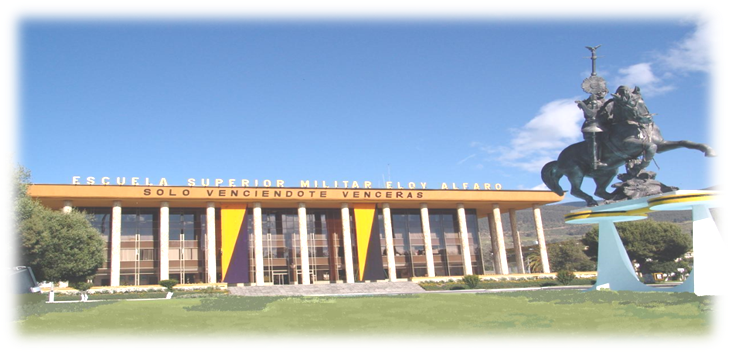 ESCUELA SUPERIOR MILITAR ELOY ALFARO
SOLO VENCIENDOTE VENCERAS